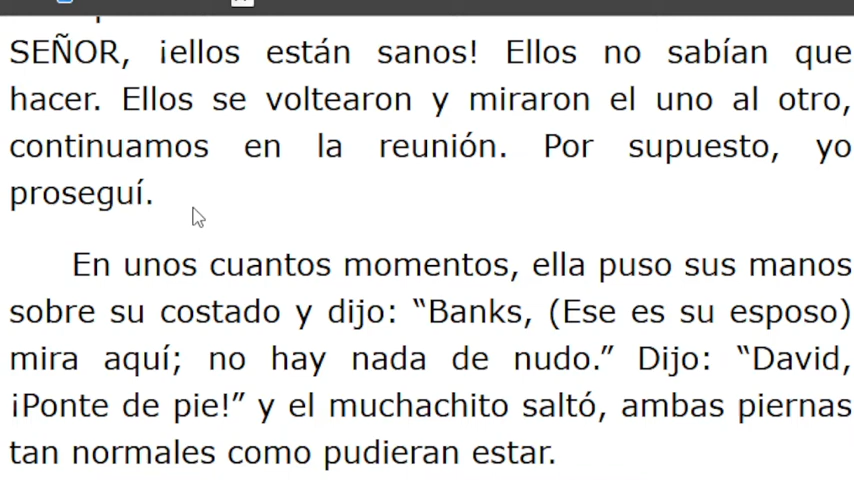 SEÑOR, ¡ellos están sanos! Ellos no sabían que
hacer. Ellos se voltearon y miraron el uno al otro,
continuamos en la reunión. Por supuesto, yo
proseguí.
En unos cuantos momentos, ella puso sus manos
sobre su costado y dijo: “Banks, (Ese es su esposo)
mira aquí; no hay nada de nudo.” Dijo: “David,
¡Ponte de pie!” y el muchachito saltó, ambas piernas
tan normales como pudieran estar.